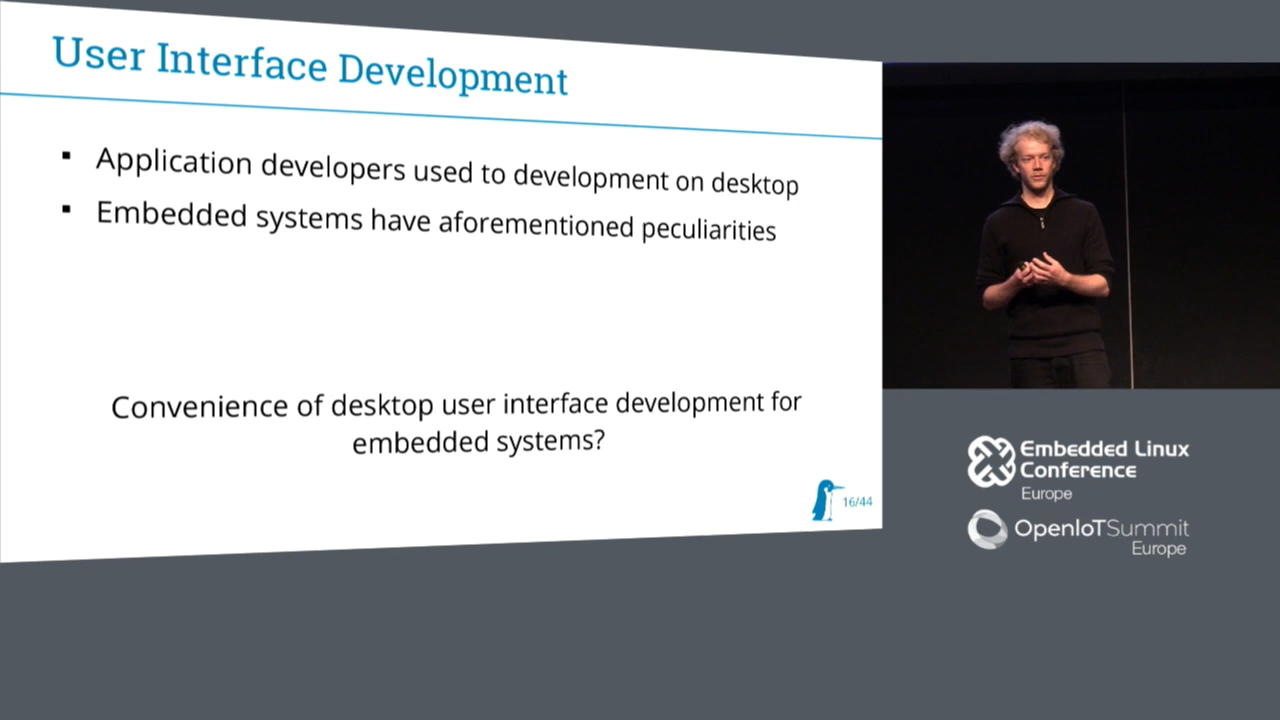 User Interface Development
▪ Application developers used to development on desktop
▪ Embedded systems have aforementioned peculiarities
Convenience of desktop user interface development for
embedded systems?
16/44
Embedded Linux
Conference
Europe
OpenIoTSummit
Europe